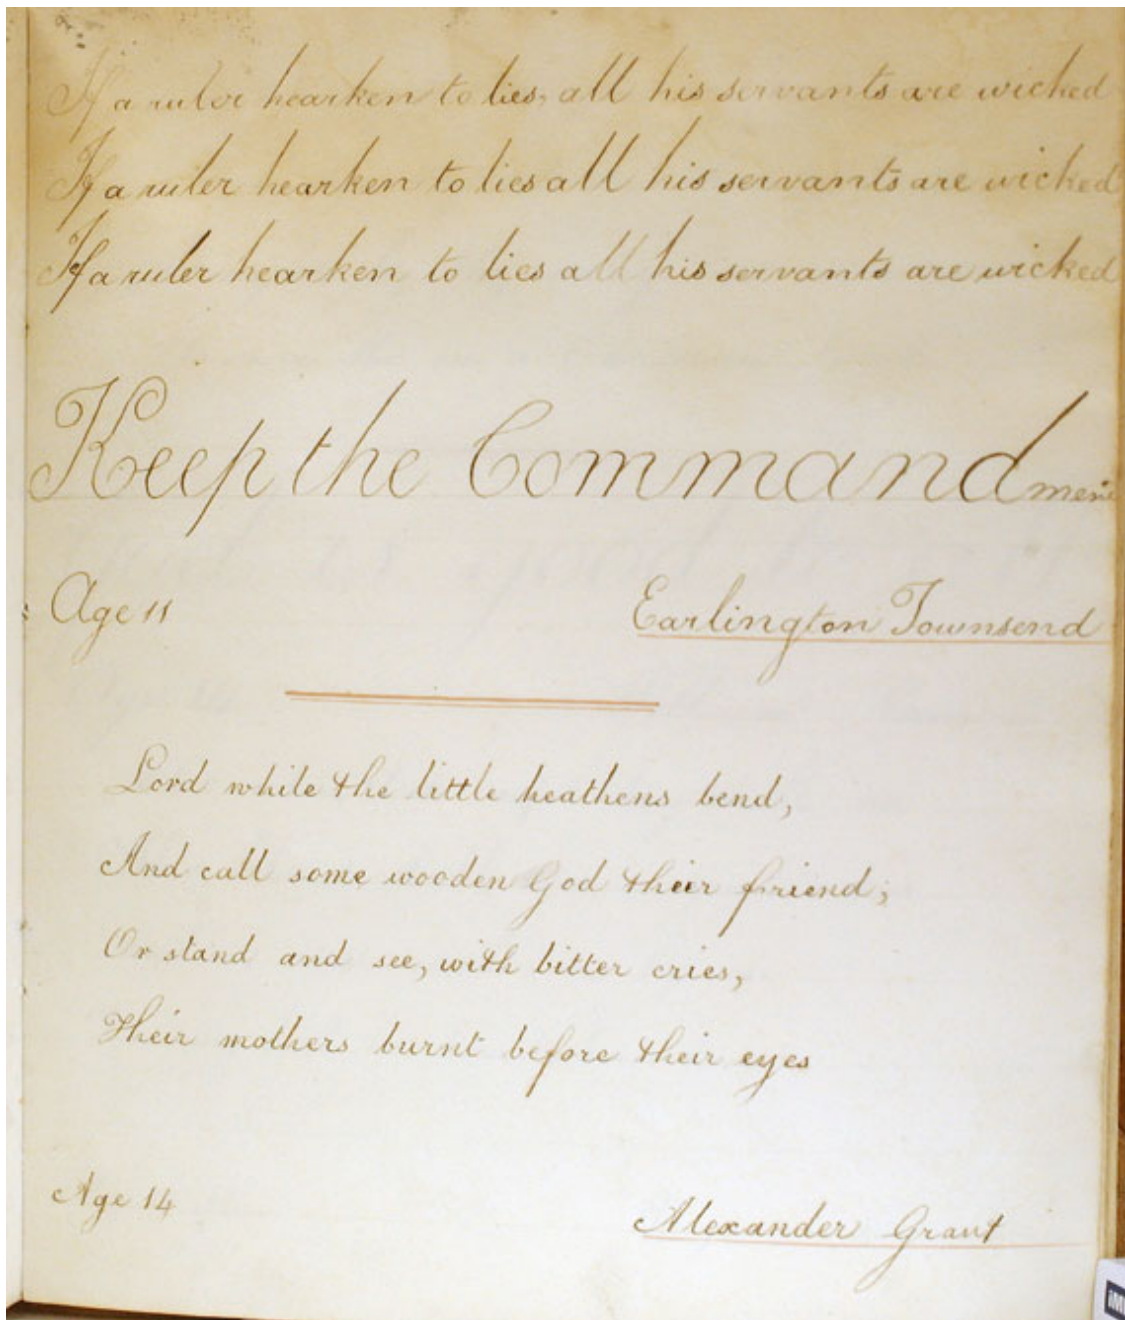 If a ruler hearken to lies, all his servants are wicked
If a ruler hearken to lies all his servants are wicked
If a ruler hearken to lies all his servants are wicked
Keep the Commandment
Age 11
Earlington Townsend
Lord while the little heathens bend,
And call some wooden God their friend;
Or stand and see, with bitter cries,
Their mothers burnt before their eyes
Age 14
Alexander Grant